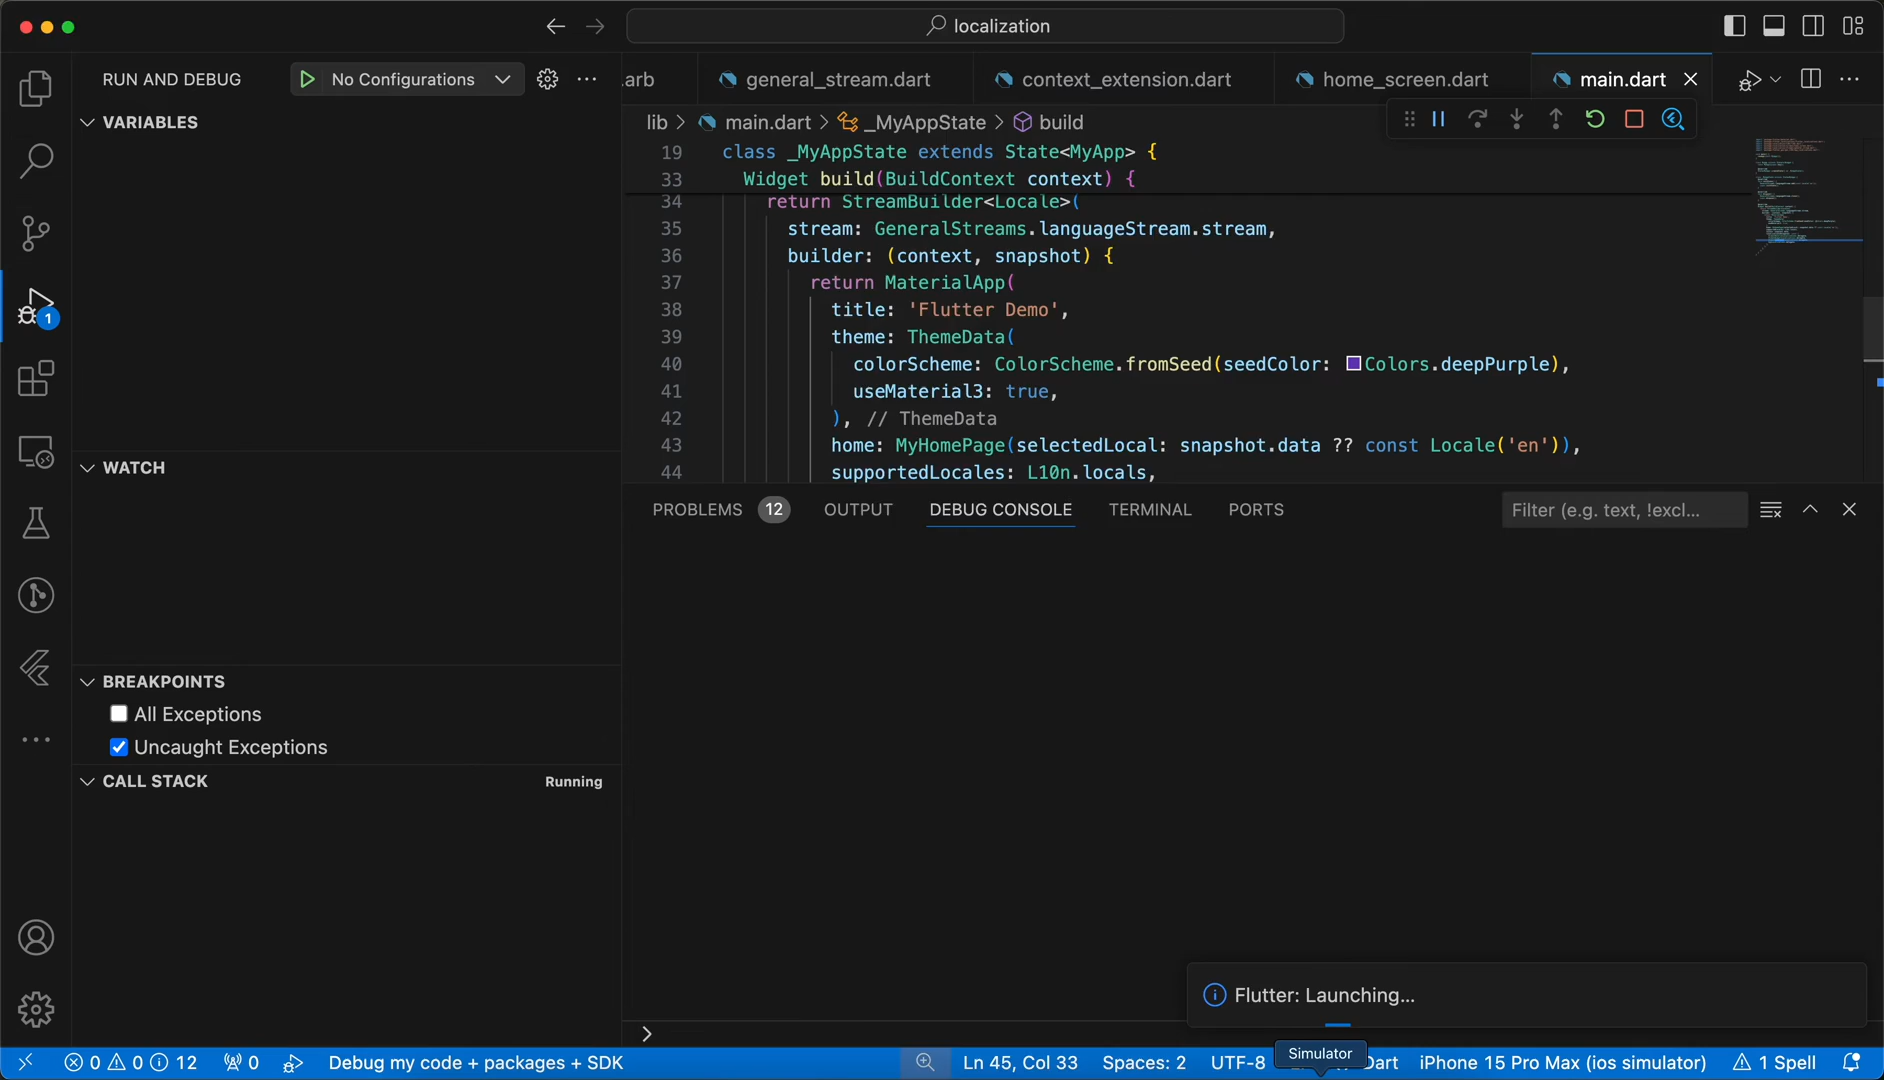 localization
RUN AND DEBUG
No Configurations
.arb
general_stream.dart
context_extension.dart
home_screen.dart
main.dart
VARIABLES
lib > main.dart > _MyAppState > build
19 class _MyAppState extends State<MyApp> {
33 Widget build(BuildContext context) {
34 return StreamBuilder<Locale>(
35 stream: GeneralStreams.languageStream.stream,
36 builder: (context, snapshot) {
37 return MaterialApp(
38 title: 'Flutter Demo',
39 theme: ThemeData(
40 colorScheme: ColorScheme.fromSeed(seedColor: Colors.deepPurple),
41 useMaterial3: true,
42 ), // ThemeData
43 home: MyHomePage(selectedLocal: snapshot.data ?? const Locale('en')),
44 supportedLocales: L10n.locals,
WATCH
PROBLEMS 12
OUTPUT
DEBUG CONSOLE
TERMINAL
PORTS
Filter (e.g. text, !excl...
1
BREAKPOINTS
All Exceptions
Uncaught Exceptions
CALL STACK
Running
Flutter: Launching...
Simulator
0 0 12
0
Debug my code + packages + SDK
Ln 45, Col 33
Spaces: 2
UTF-8
Dart
iPhone 15 Pro Max (ios simulator)
1 Spell